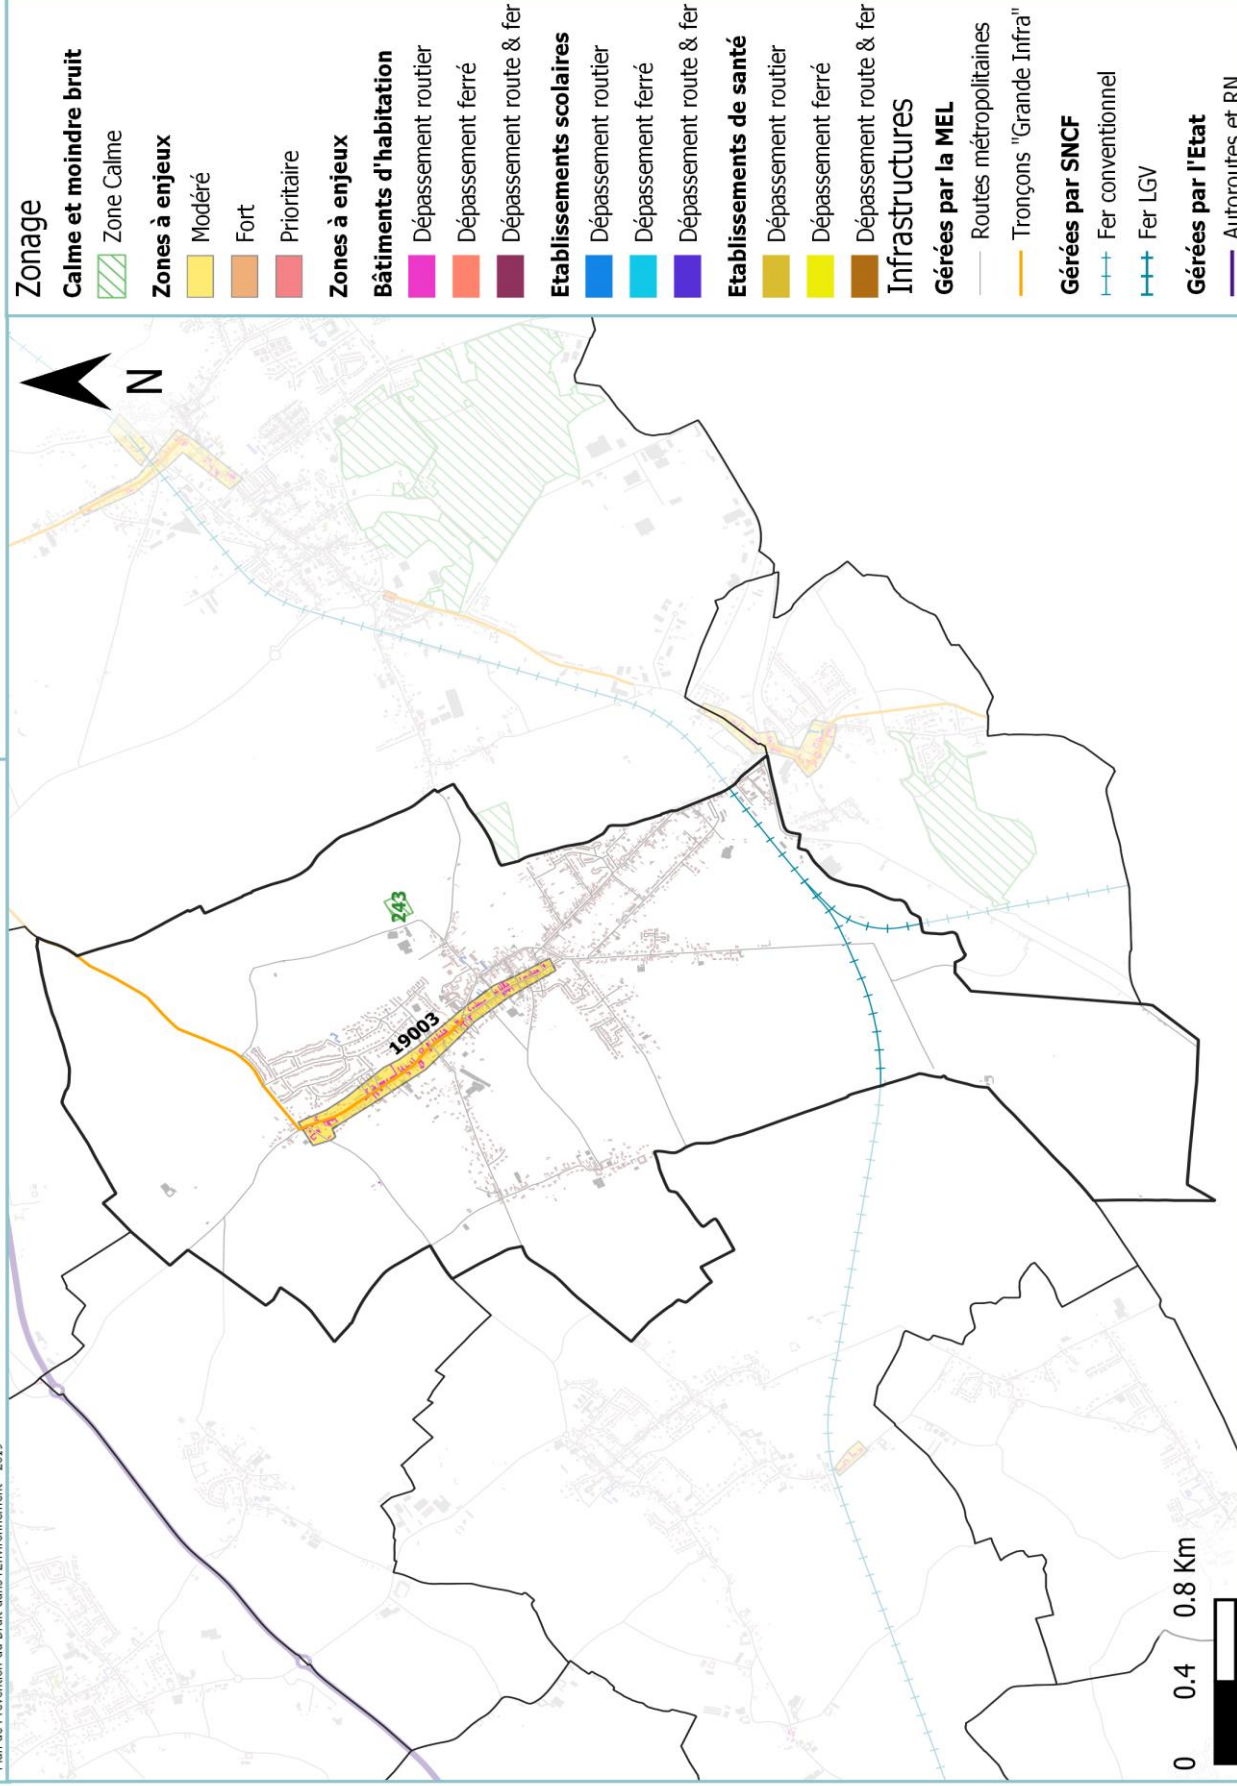 Zonage
Calme et moindre bruit
Zone Calme
Zones à enjeux
Modéré
Fort
Prioritaire
Zones à enjeux
Bâtiments d'habitation
Dépassement routier
Dépassement ferré
Dépassement route & fer
Etablissements scolaires
Dépassement routier
Dépassement ferré
Dépassement route & fer
Etablissements de santé
Dépassement routier
Dépassement ferré
Dépassement route & fer
Infrastructures
Gérées par la MEL
Routes métropolitaines
Tronçons "Grande Infra"
Gérées par SNCF
Fer conventionnel
Fer LGV
Gérées par l'Etat
Autoroutes et RN
N
243
19003
0 0.4 0.8 Km